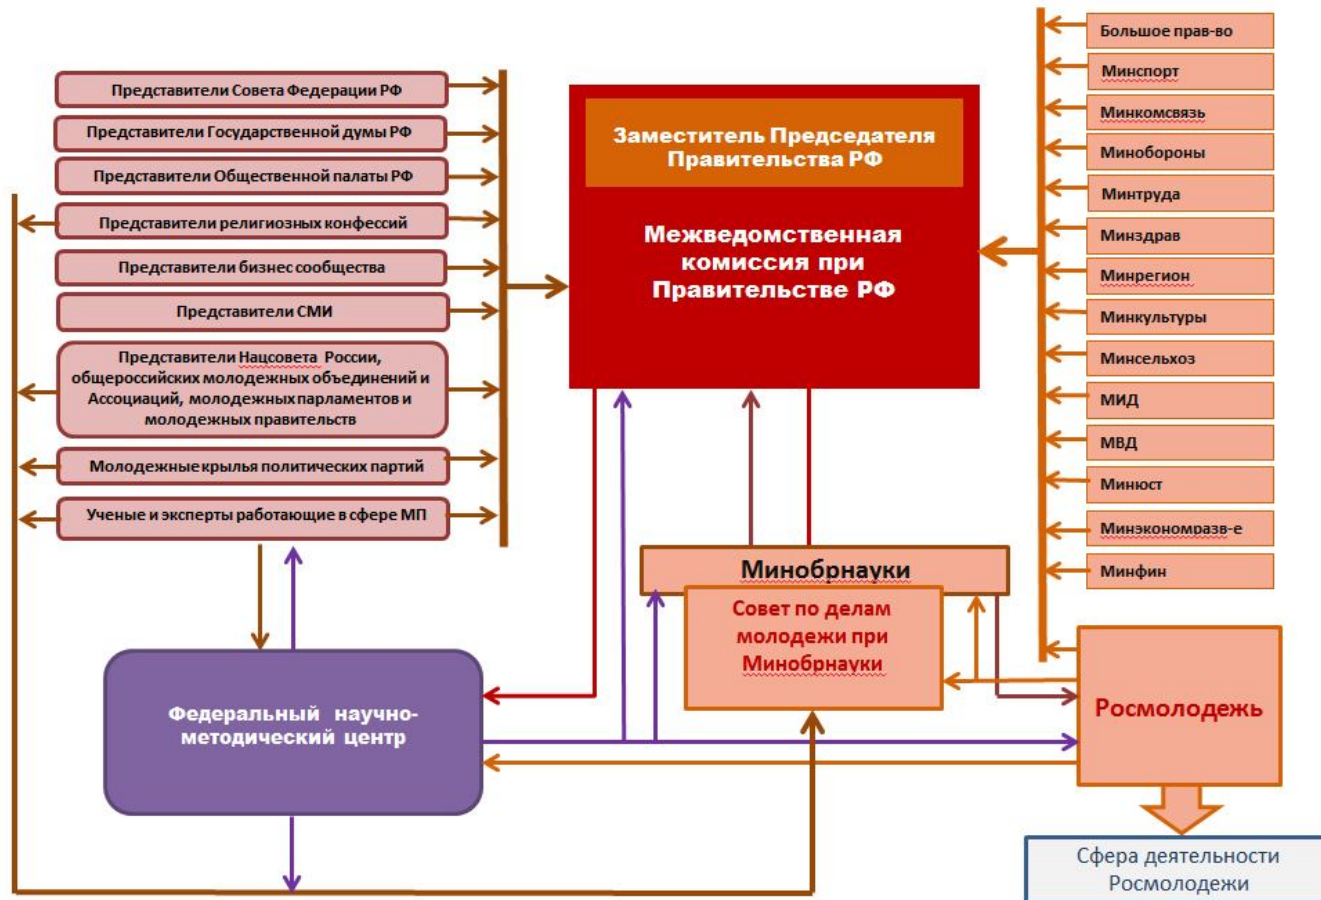 Представители Совета Федерации РФ
Представители Государственной думы РФ
Представители Общественной палаты РФ
Представители религиозных конфессий
Представители бизнес сообщества
Представители СМИ
Представители Нацсовета России,
общероссийских молодежных объединений и
Ассоциаций, молодежных парламентов и
молодежных правительств
Молодежные крылья политических партий
Ученые и эксперты работающие в сфере МП
Заместитель Председателя
Правительства РФ
Межведомственная
комиссия при
Правительстве РФ
Большое прав-во
Минспорт
Минкомсвязь
Минобороны
Минтруда
Минздрав
Минрегион
Минкультуры
Минсельхоз
МИД
МВД
Минюст
Минэкономразв-е
Минфин
Минобрнауки
Совет по делам
молодежи при
Минобрнауки
Федеральный научно-
методический центр
Росмолодежь
Сфера деятельности
Росмолодежи